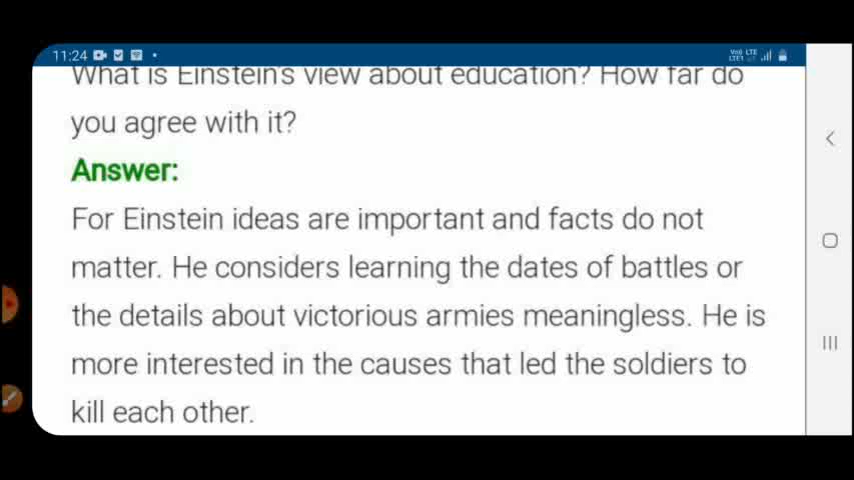 11:24
What is Einstein's view about education? How far do
you agree with it?
Answer:
For Einstein ideas are important and facts do not
matter. He considers learning the dates of battles or
the details about victorious armies meaningless. He is
more interested in the causes that led the soldiers to
kill each other.